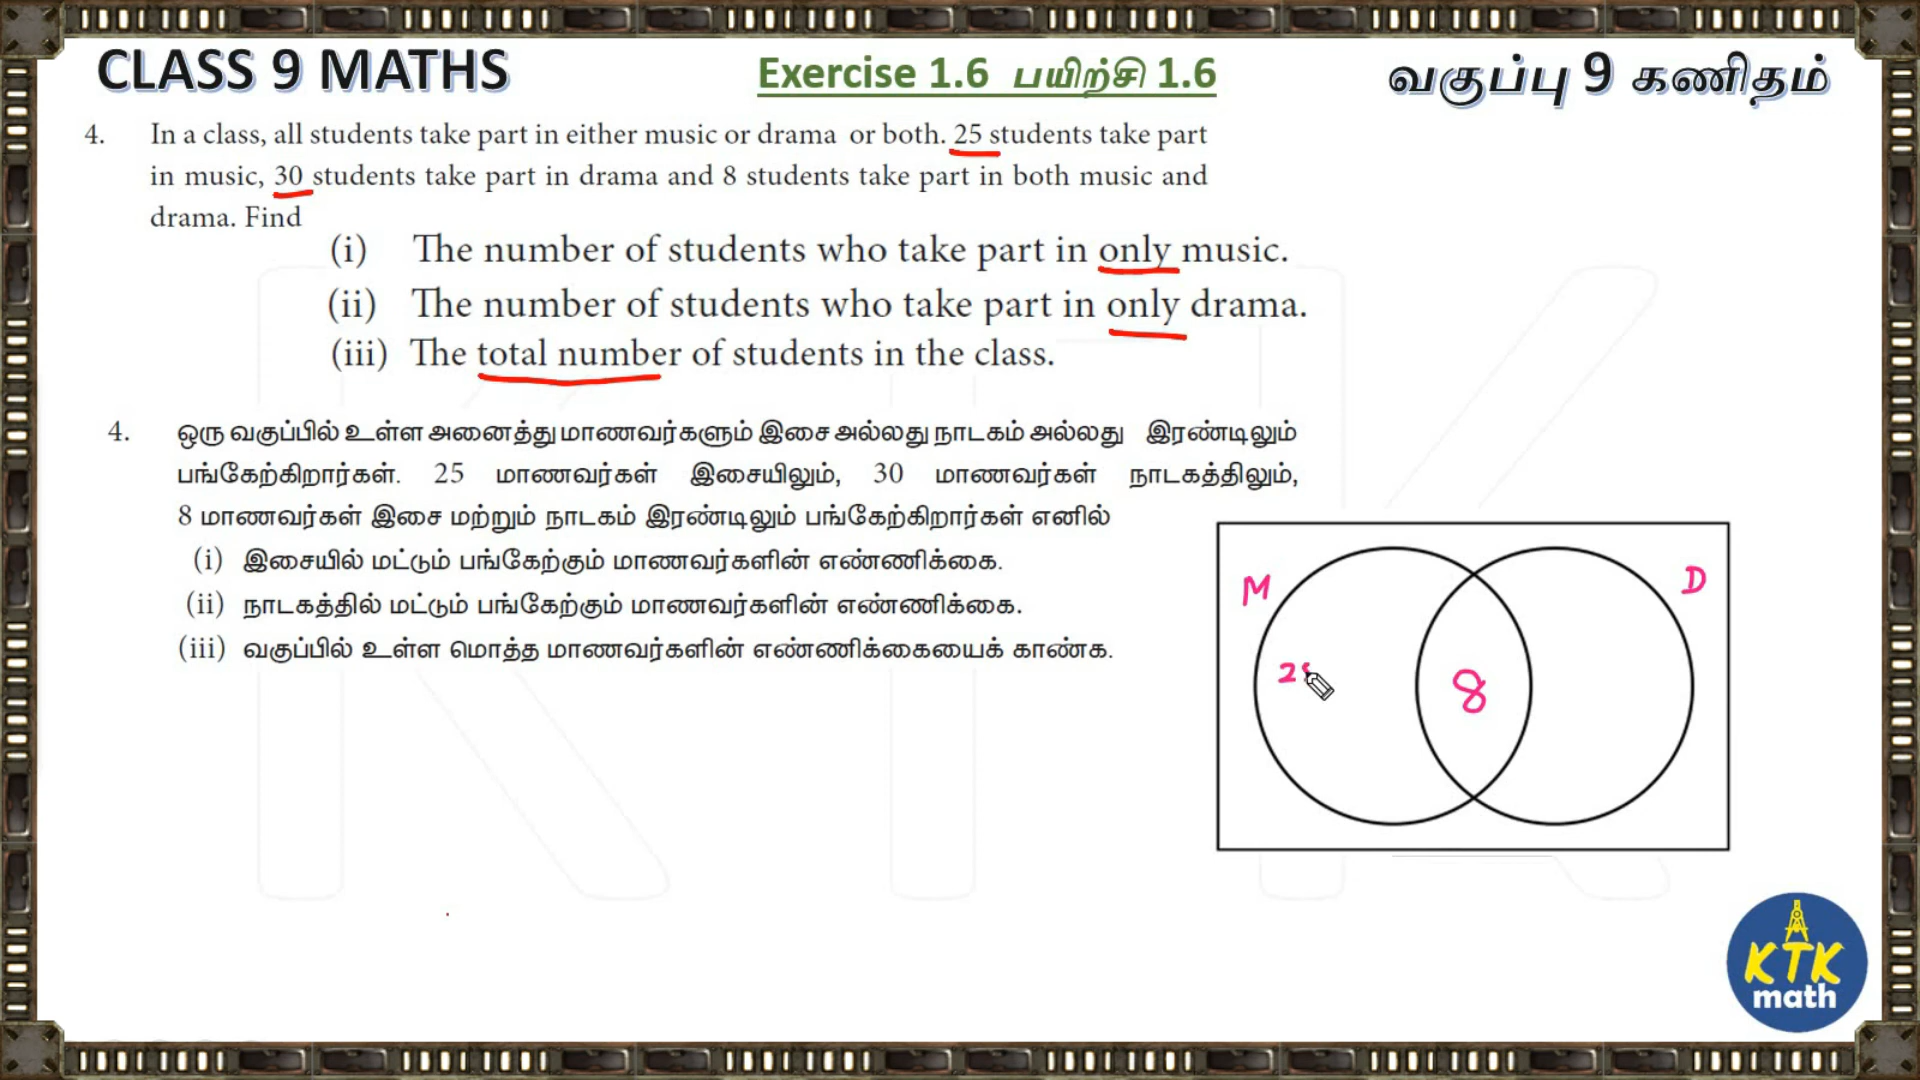 CLASS 9 MATHS
Exercise 1.6 பயிற்சி 1.6
வகுப்பு 9 கணிதம்
4. In a class, all students take part in either music or drama or both. 25 students take part
in music, 30 students take part in drama and 8 students take part in both music and
drama. Find
(i) The number of students who take part in only music.
(ii) The number of students who take part in only drama.
(iii) The total number of students in the class.
4. ஒரு வகுப்பில் உள்ள அனைத்து மாணவர்களும் இசை அல்லது நாடகம் அல்லது இரண்டிலும்
பங்கேற்கிறார்கள். 25 மாணவர்கள் இசையிலும், 30 மாணவர்கள் நாடகத்திலும்,
8 மாணவர்கள் இசை மற்றும் நாடகம் இரண்டிலும் பங்கேற்கிறார்கள் எனில்
(i) இசையில் மட்டும் பங்கேற்கும் மாணவர்களின் எண்ணிக்கை.
(ii) நாடகத்தில் மட்டும் பங்கேற்கும் மாணவர்களின் எண்ணிக்கை.
(iii) வகுப்பில் உள்ள மொத்த மாணவர்களின் எண்ணிக்கையைக் காண்க.
M
D
8
KTK
math